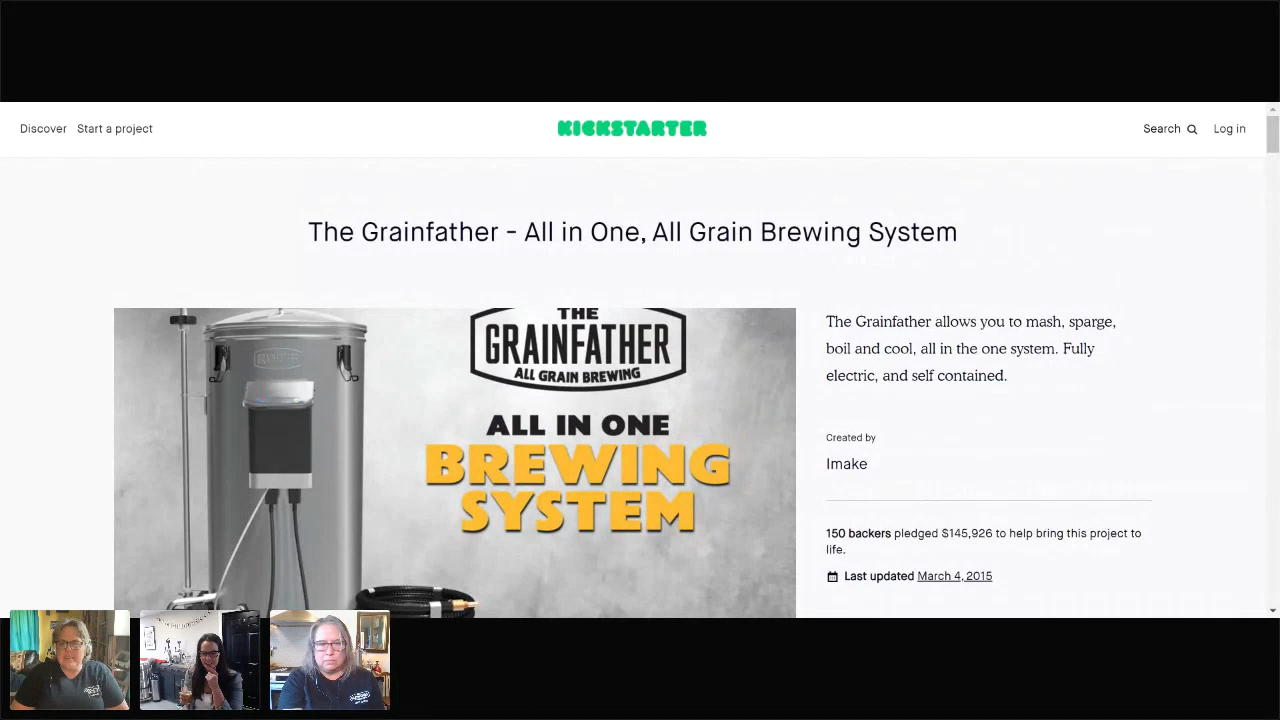 Discover Start a project KICKSTARTER Search Log in
The Grainfather - All in One, All Grain Brewing System
THE
GRAINFATHER
ALL GRAIN BREWING
ALL IN ONE
BREWING
SYSTEM
The Grainfather allows you to mash, sparge,
boil and cool, all in the one system. Fully
electric, and self contained.
Created by
Imake
150 backers pledged $145,926 to help bring this project to
life.
Last updated March 4, 2015